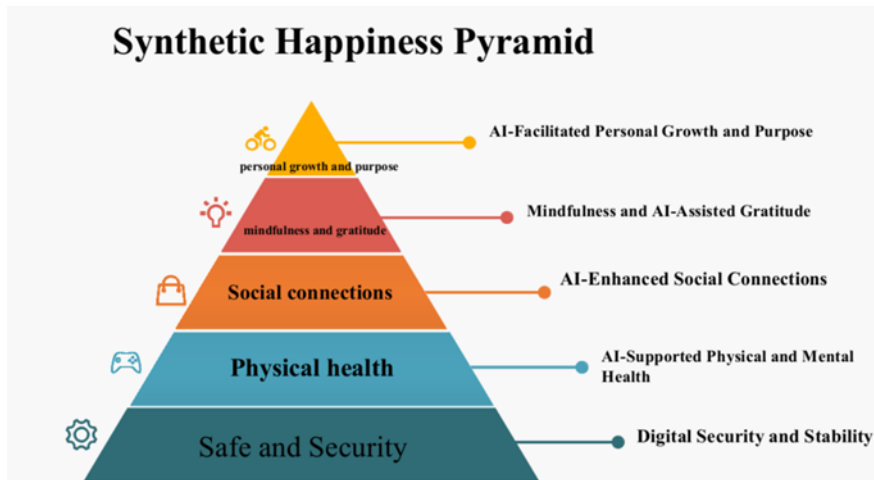 Synthetic Happiness Pyramid
AI-Facilitated Personal Growth and Purpose
personal growth and purpose
Mindfulness and AI-Assisted Gratitude
mindfulness and gratitude
AI-Enhanced Social Connections
Social connections
AI-Supported Physical and Mental
Health
Physical health
Digital Security and Stability
Safe and Security